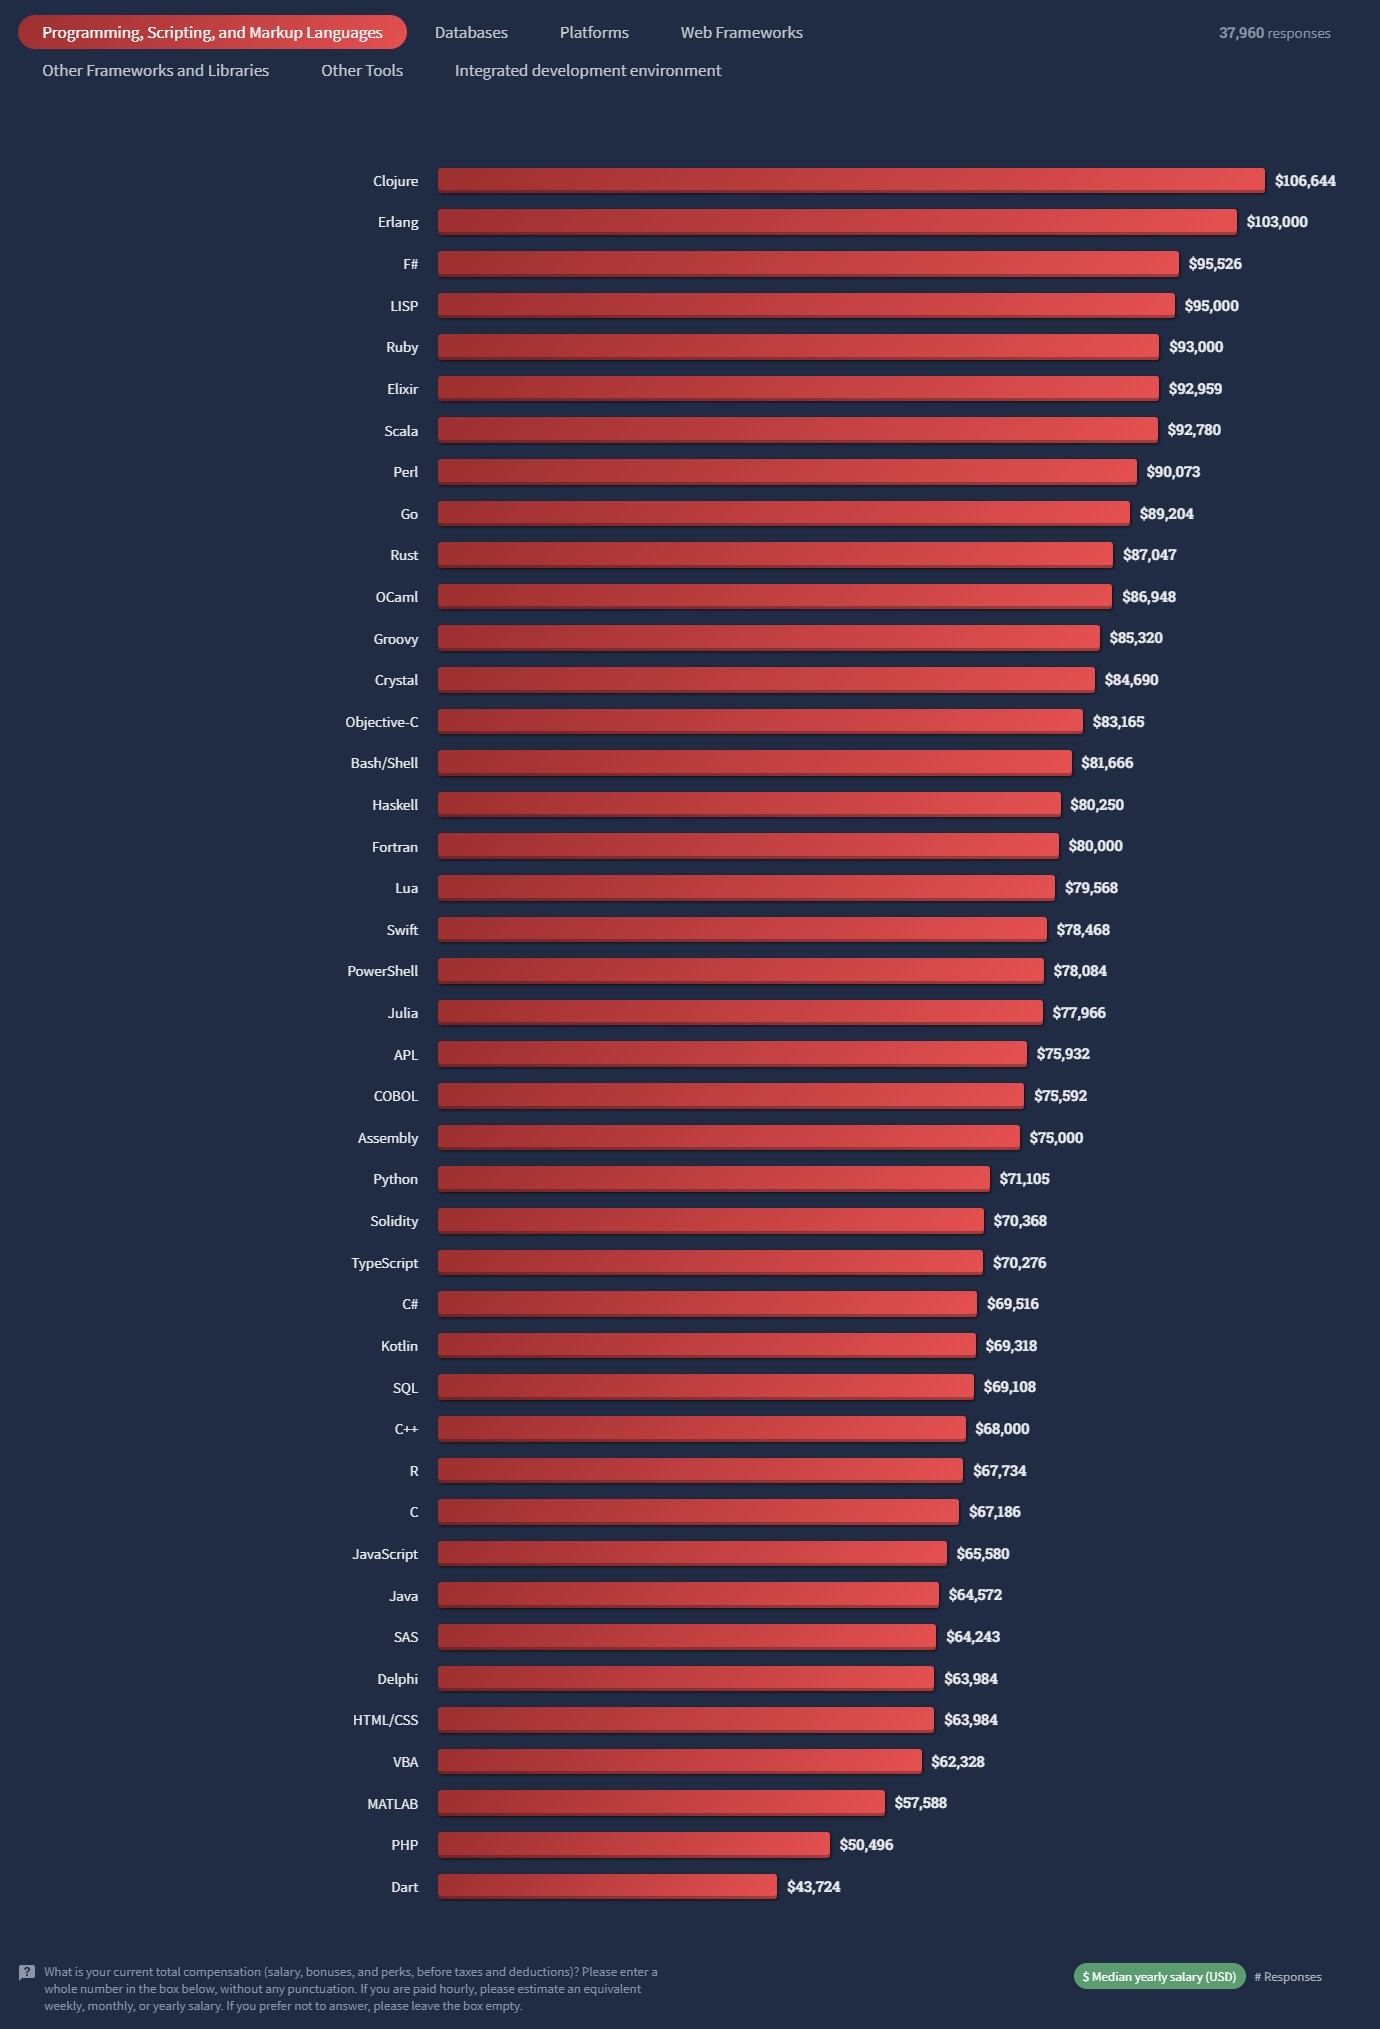 Programming, Scripting, and Markup Languages
Databases
Platforms
Web Frameworks
37,960 responses
Other Frameworks and Libraries
Other Tools
Integrated development environment
Clojure $106,644
Erlang $103,000
F# $95,526
LISP $95,000
Ruby $93,000
Elixir $92,959
Scala $92,780
Perl $90,073
Go $89,204
Rust $87,047
OCaml $86,948
Groovy $85,320
Crystal $84,690
Objective-C $83,165
Bash/Shell $81,666
Haskell $80,250
Fortran $80,000
Lua $79,568
Swift $78,468
PowerShell $78,084
Julia $77,966
APL $75,932
COBOL $75,592
Assembly $75,000
Python $71,105
Solidity $70,368
TypeScript $70,276
C# $69,516
Kotlin $69,318
SQL $69,108
C++ $68,000
R $67,734
C $67,186
JavaScript $65,580
Java $64,572
SAS $64,243
Delphi $63,984
HTML/CSS $63,984
VBA $62,328
MATLAB $57,588
PHP $50,496
Dart $43,724
What is your current total compensation (salary, bonuses, and perks, before taxes and deductions)? Please enter a
whole number in the box below, without any punctuation. If you are paid hourly, please estimate an equivalent
weekly, monthly, or yearly salary. If you prefer not to answer, please leave the box empty.
$ Median yearly salary (USD)
# Responses